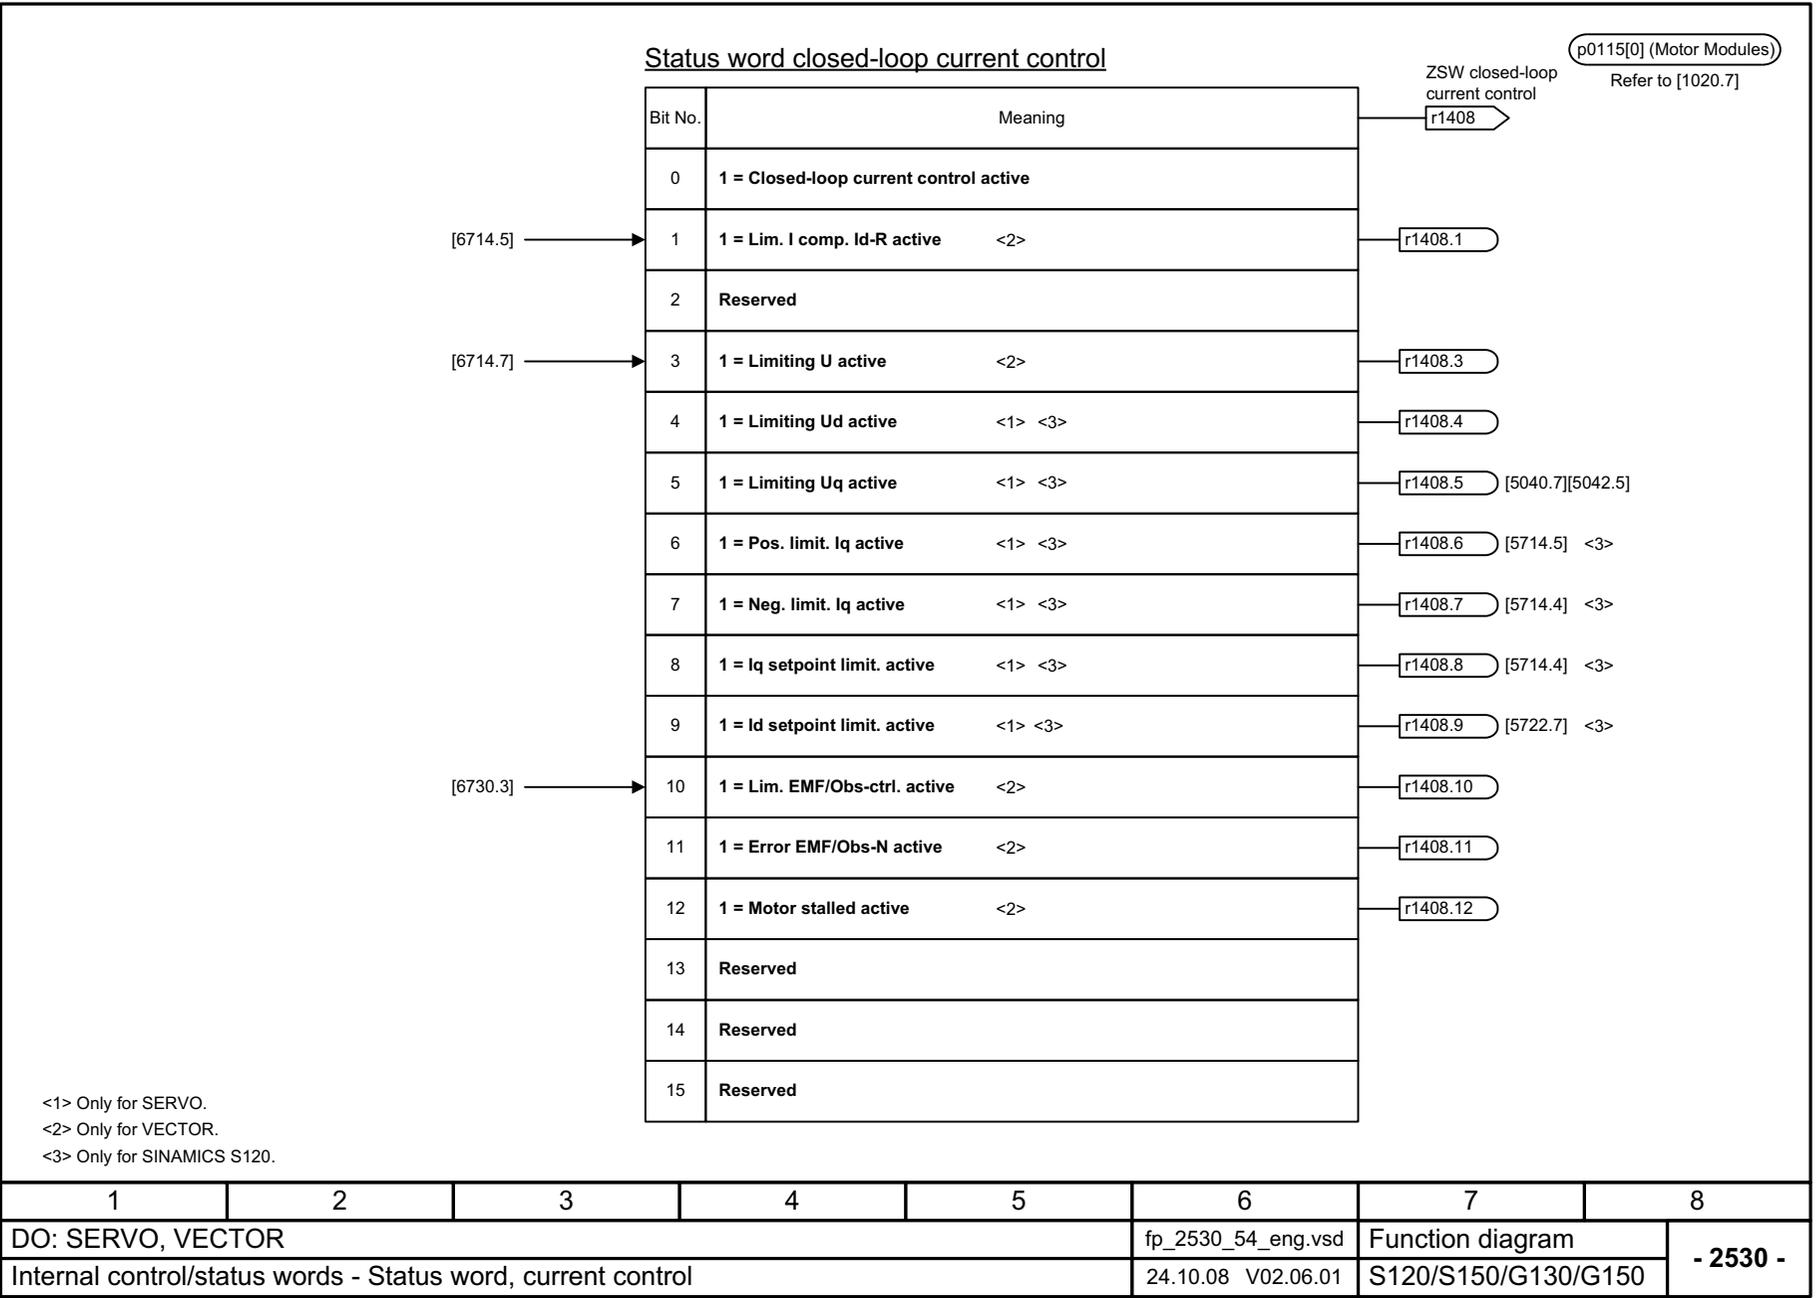 Status word closed-loop current control
p0115[0] (Motor Modules)
Refer to [1020.7]
ZSW closed-loop
current control
Bit No. Meaning r1408
0 1 = Closed-loop current control active
[6714.5] 1 1 = Lim. I comp. Id-R active <2> r1408.1
2 Reserved
[6714.7] 3 1 = Limiting U active <2> r1408.3
4 1 = Limiting Ud active <1> <3> r1408.4
5 1 = Limiting Uq active <1> <3> r1408.5 [5040.7][5042.5]
6 1 = Pos. limit. Iq active <1> <3> r1408.6 [5714.5] <3>
7 1 = Neg. limit. Iq active <1> <3> r1408.7 [5714.4] <3>
8 1 = Iq setpoint limit. active <1> <3> r1408.8 [5714.4] <3>
9 1 = Id setpoint limit. active <1> <3> r1408.9 [5722.7] <3>
[6730.3] 10 1 = Lim. EMF/Obs-ctrl. active <2> r1408.10
11 1 = Error EMF/Obs-N active <2> r1408.11
12 1 = Motor stalled active <2> r1408.12
13 Reserved
14 Reserved
15 Reserved
<1> Only for SERVO.
<2> Only for VECTOR.
<3> Only for SINAMICS S120.
1 2 3 4 5 6 7 8
DO: SERVO, VECTOR fp_2530_54_eng.vsd Function diagram
- 2530 -
Internal control/status words - Status word, current control 24.10.08 V02.06.01 S120/S150/G130/G150